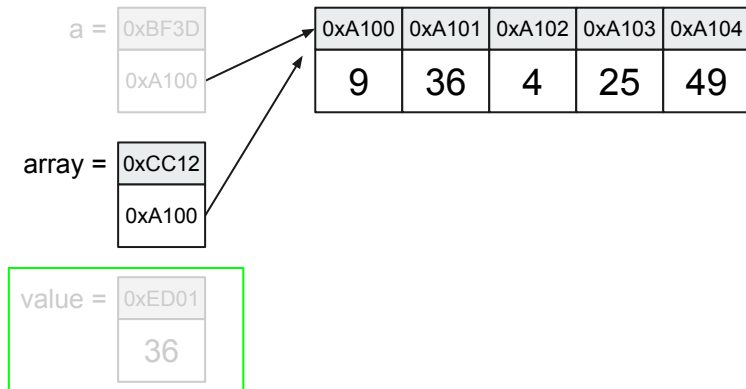 a = 0xBF3D
0xA100
0xA100 0xA101 0xA102 0xA103 0xA104
9 36 4 25 49
array = 0xCC12
0xA100
value = 0xED01
36